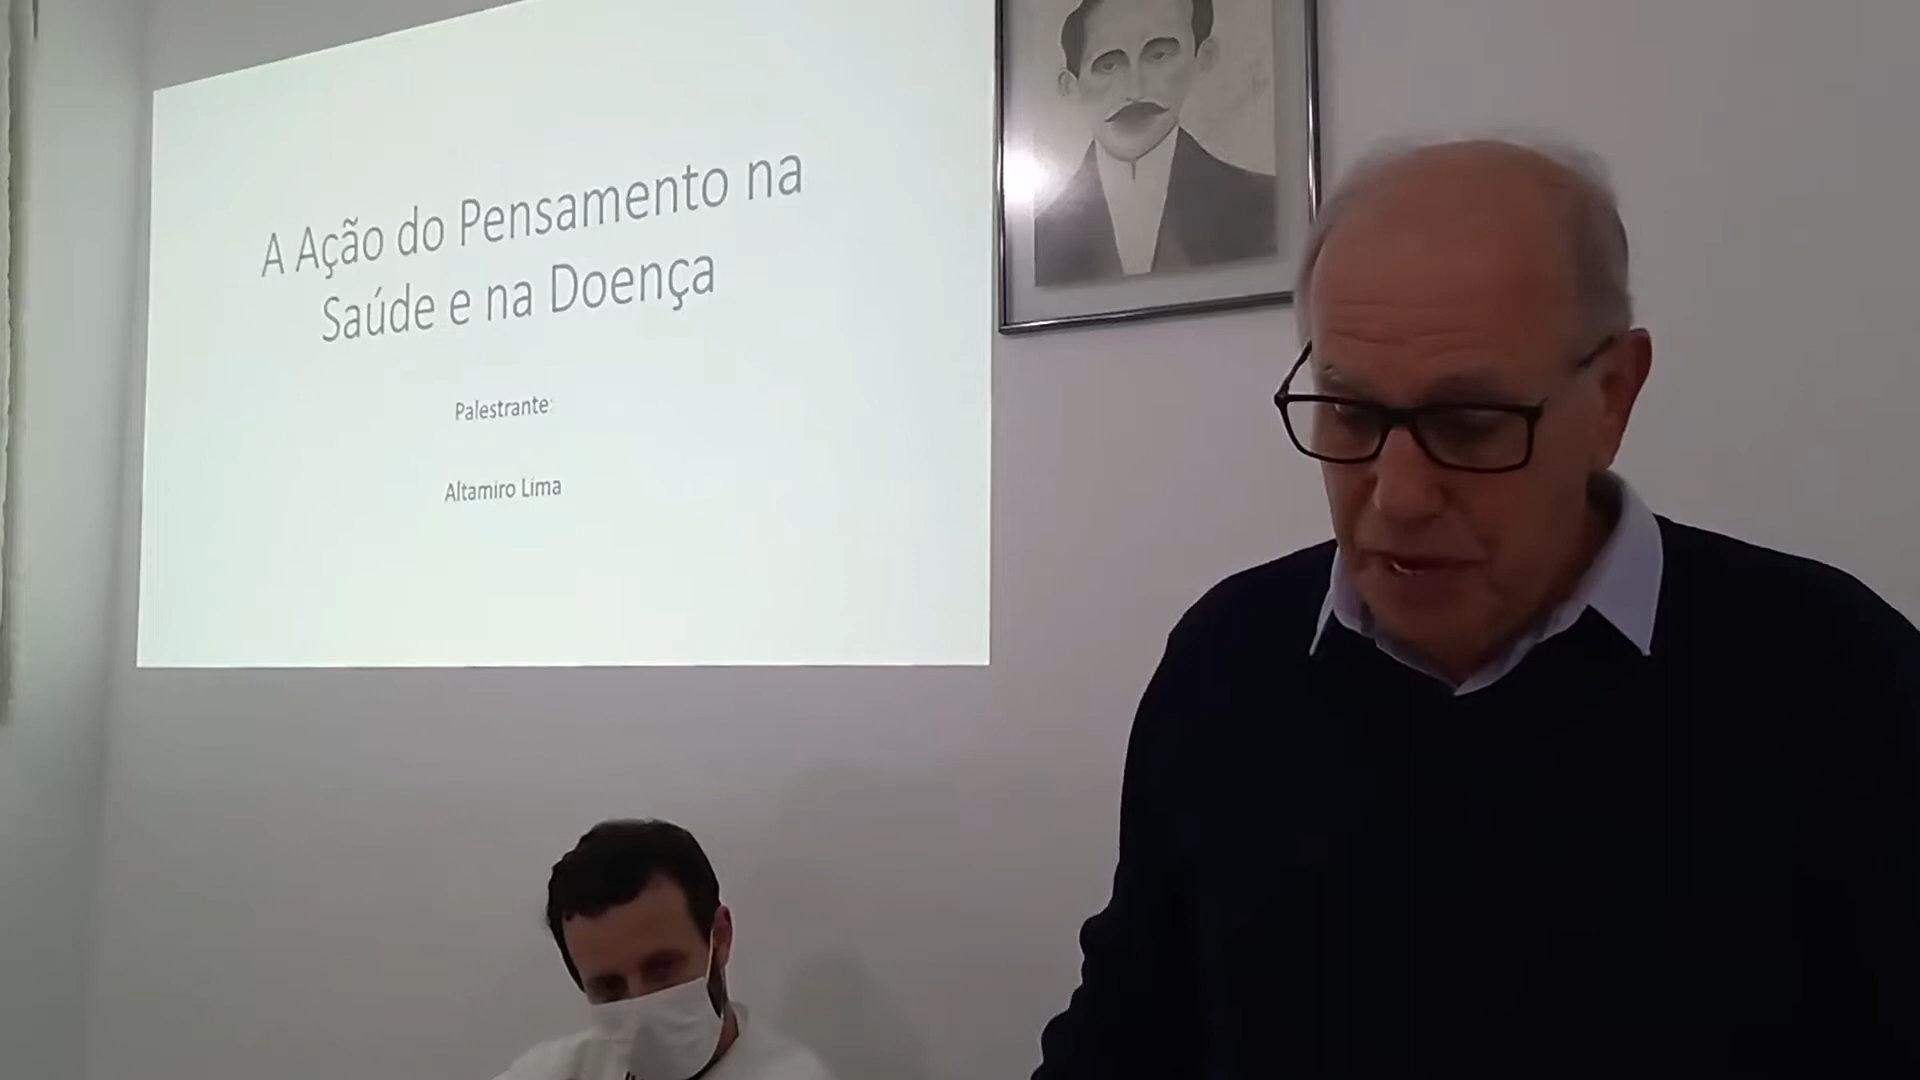 A Ação do Pensamento na
Saúde e na Doença
Palestrante:
Altamiro Lima